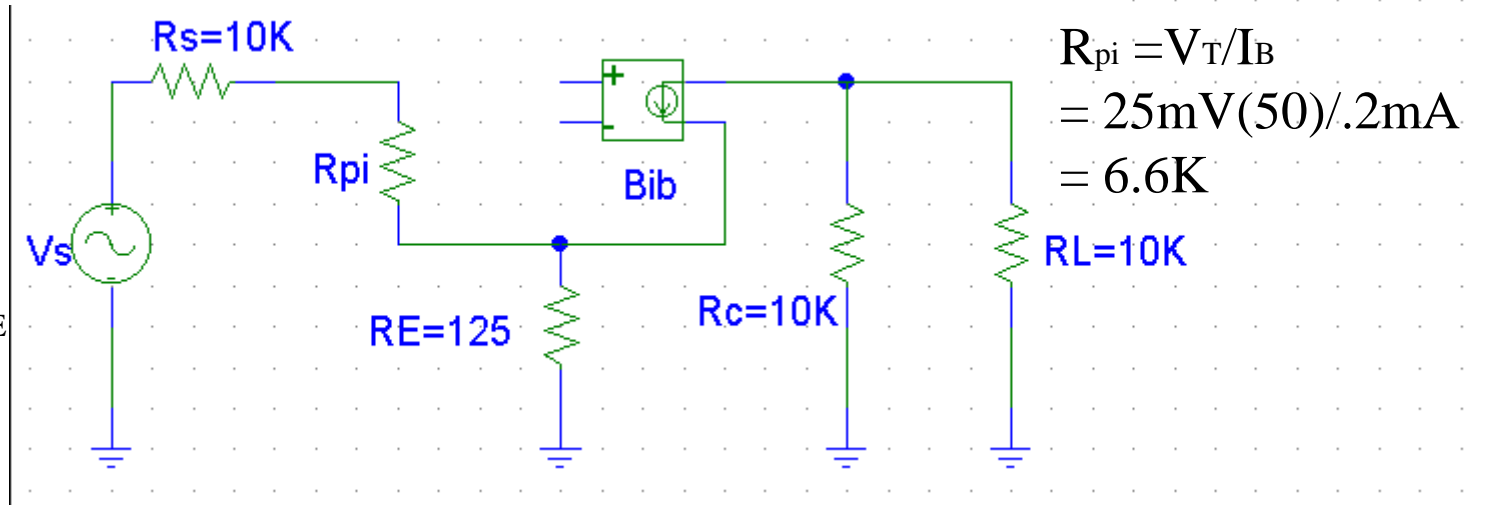 Rs=10K
Rpi =VT/IB
= 25mV(50)/.2mA
= 6.6K
+
-
Rpi
Bib
+
Vs
-
RL=10K
Rc=10K
RE=125
E